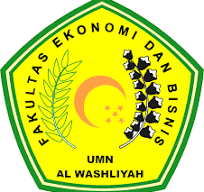 FAKULTAS EKONOMI DAN BISNIS
UMN
AL WASHLIYAH